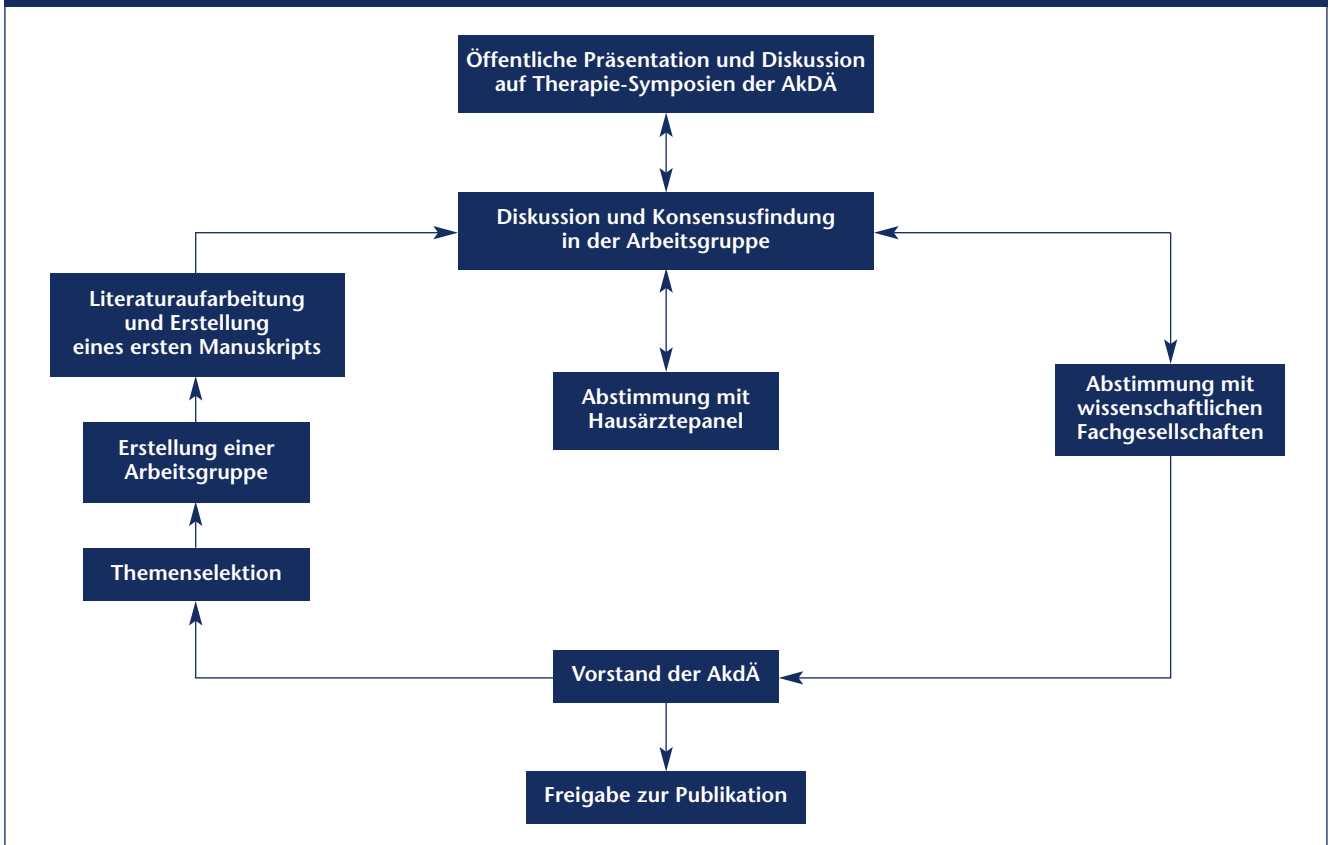 Öffentliche Präsentation und Diskussion
auf Therapie-Symposien der AkDÄ
Diskussion und Konsensusfindung
in der Arbeitsgruppe
Literaturaufarbeitung
und Erstellung
eines ersten Manuskripts
Abstimmung mit
Hausärztepanel
Abstimmung mit
wissenschaftlichen
Fachgesellschaften
Erstellung einer
Arbeitsgruppe
Themenselektion
Vorstand der AkdÄ
Freigabe zur Publikation